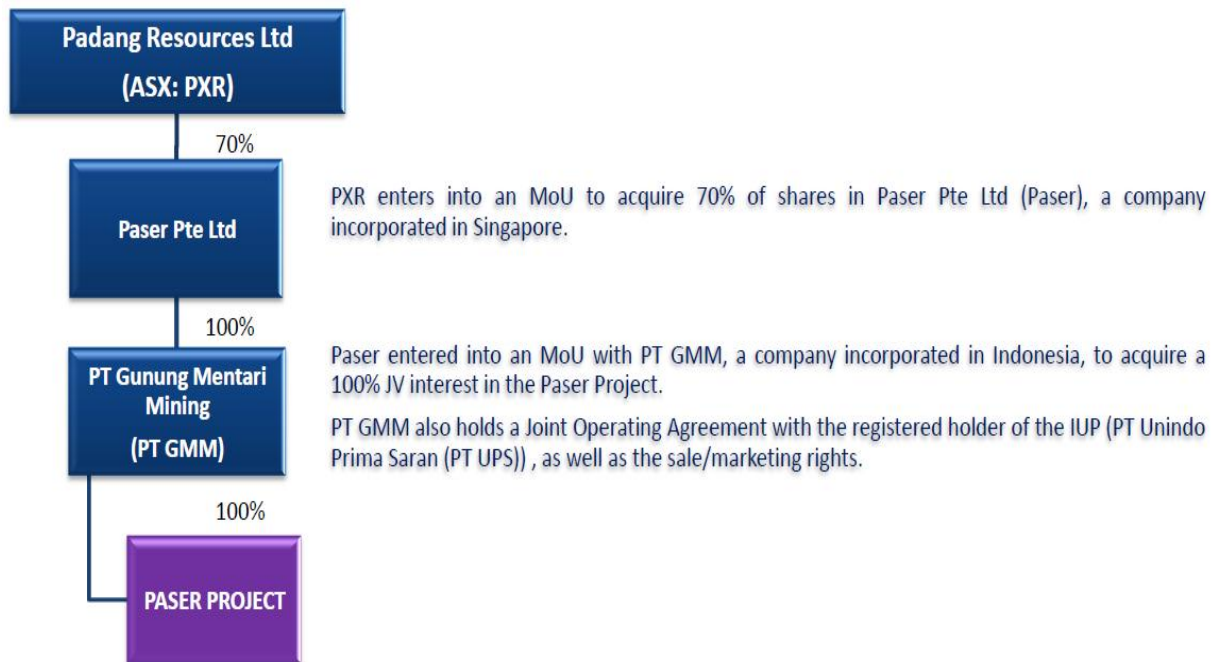 Padang Resources Ltd
(ASX: PXR)
70%
Paser Pte Ltd
PXR enters into an MoU to acquire 70% of shares in Paser Pte Ltd (Paser), a company
incorporated in Singapore.
100%
PT Gunung Mentari
Mining
(PT GMM)
Paser entered into an MoU with PT GMM, a company incorporated in Indonesia, to acquire a
100% JV interest in the Paser Project.
PT GMM also holds a Joint Operating Agreement with the registered holder of the IUP (PT Unindo
Prima Saran (PT UPS)) , as well as the sale/marketing rights.
100%
PASER PROJECT